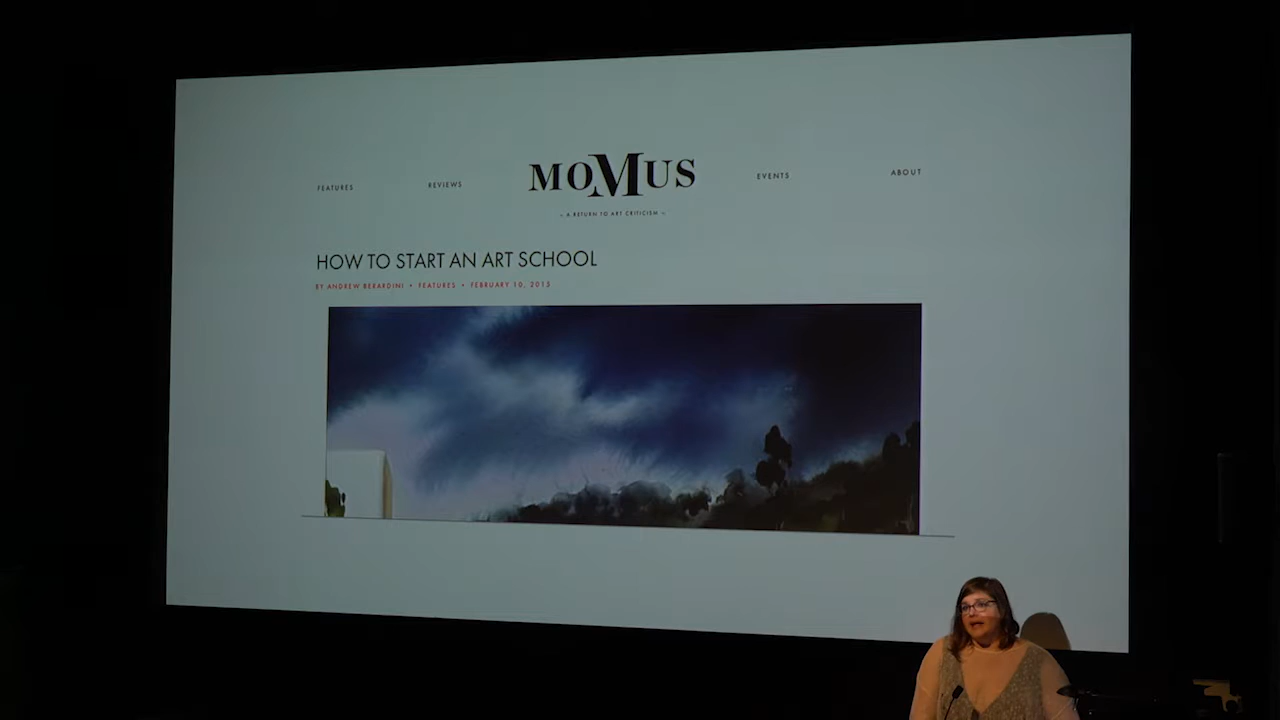 FEATURES
REVIEWS
MOMUS
EVENTS
ABOUT
~ A RETURN TO ART CRITICISM ~
HOW TO START AN ART SCHOOL
BY ANDREW BERARDINI • FEATURES • FEBRUARY 10, 2015